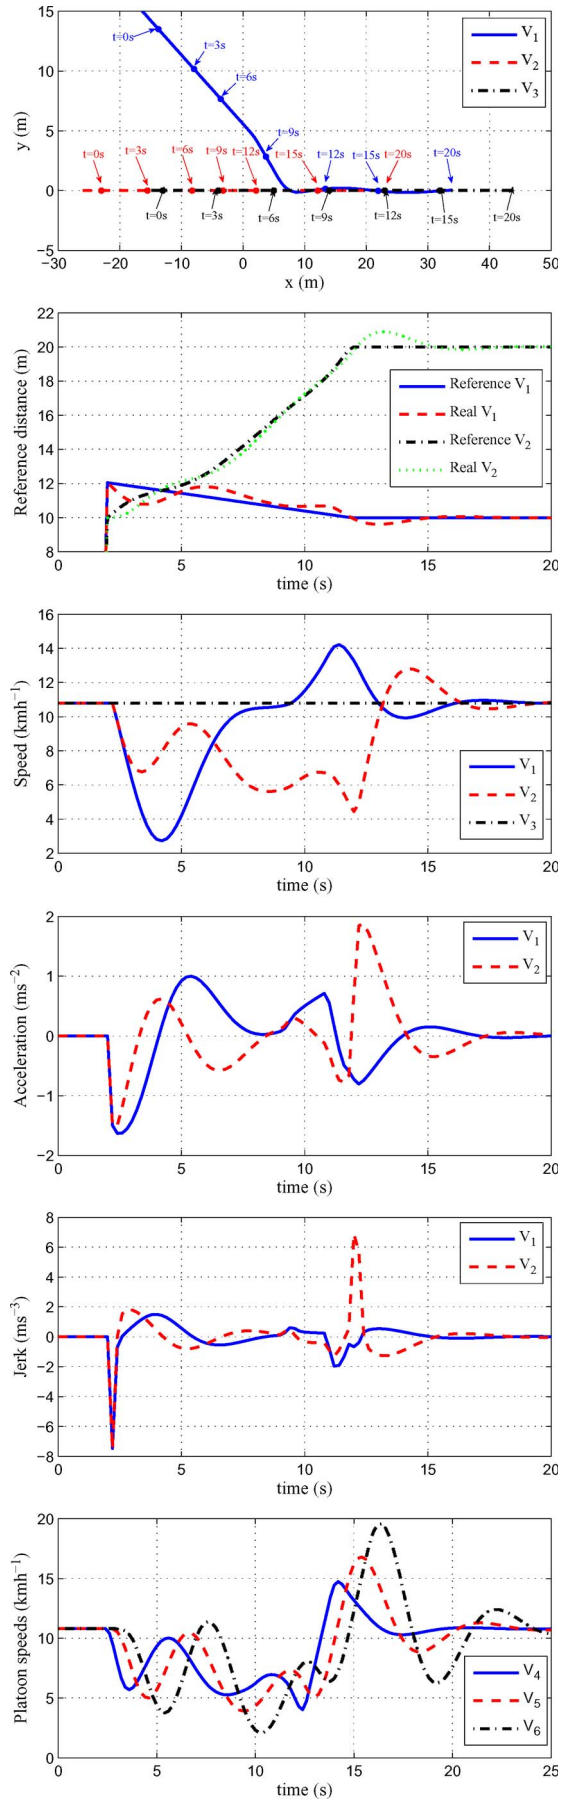 15
10
5
0
−5
y (m)
−30 −20 −10 0 10 20 30 40 50
x (m)
V1
V2
V3
t=0s
t=3s
t=6s
t=9s
t=0s t=3s t=6s t=9s t=12s t=15s t=12s t=15s t=20s t=20s
t=0s t=3s t=6s t=9s t=12s t=15s t=20s
22
20
18
16
14
12
10
8
Reference distance (m)
0 5 10 15 20
time (s)
Reference V1
Real V1
Reference V2
Real V2
16
14
12
10
8
6
4
2
Speed (kmh−1)
0 5 10 15 20
time (s)
V1
V2
V3
2
1
0
−1
−2
Acceleration (ms−2)
0 5 10 15 20
time (s)
V1
V2
8
6
4
2
0
−2
−4
−6
−8
Jerk (ms−3)
0 5 10 15 20
time (s)
V1
V2
20
15
10
5
0
Platoon speeds (kmh−1)
0 5 10 15 20 25
time (s)
V4
V5
V6